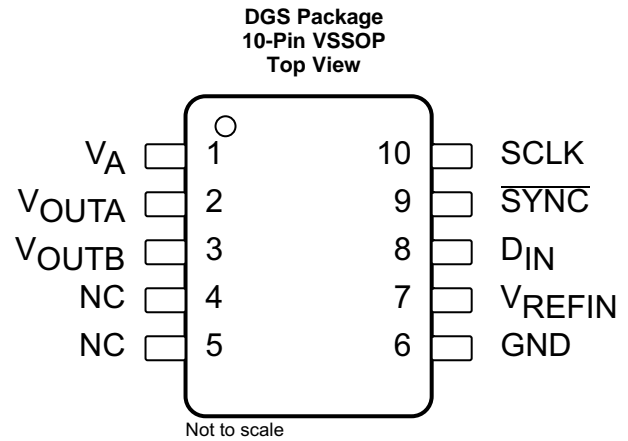 DGS Package
10-Pin VSSOP
Top View
VA 1 10 SCLK
VOUTA 2 9 SYNC
VOUTB 3 8 DIN
NC 4 7 VREFIN
NC 5 6 GND
Not to scale